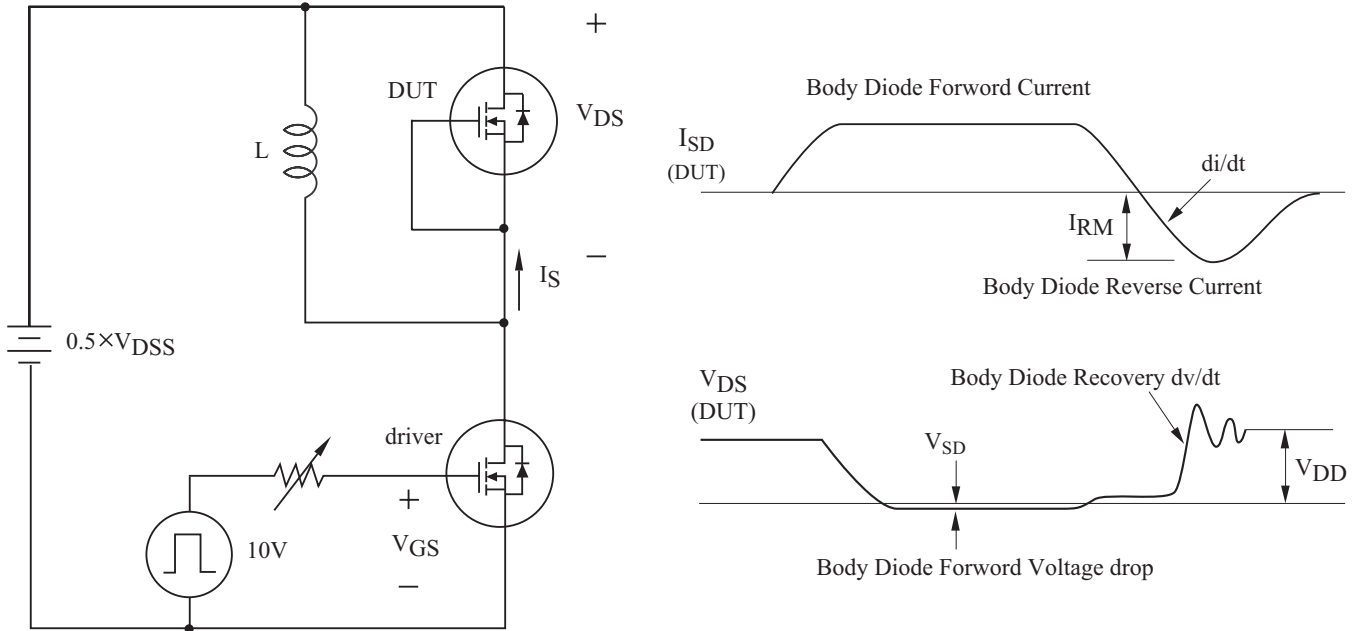 +
DUT
VDS
L
−
IS
0.5×VDSS
driver
+
VGS
−
10V
Body Diode Forword Current
ISD
(DUT)
di/dt
IRM
Body Diode Reverse Current
VDS
(DUT)
Body Diode Recovery dv/dt
VSD
VDD
Body Diode Forword Voltage drop